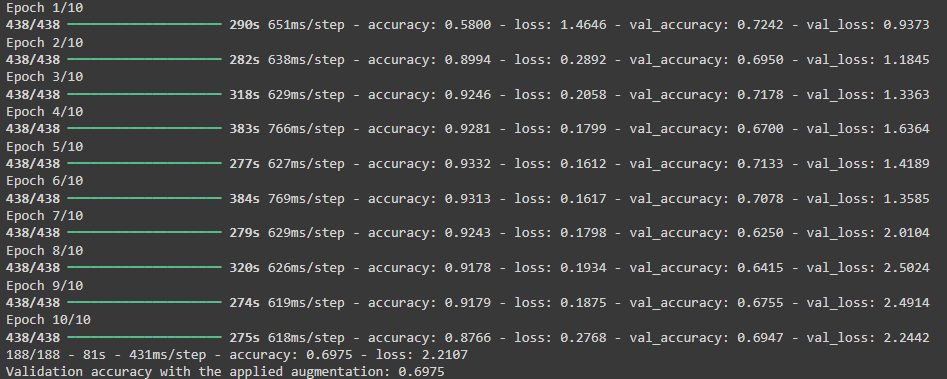 Epoch 1/10
438/438 ━━━━━━━━━━━━━━━━━━━━ 290s 651ms/step - accuracy: 0.5800 - loss: 1.4646 - val_accuracy: 0.7242 - val_loss: 0.9373
Epoch 2/10
438/438 ━━━━━━━━━━━━━━━━━━━━ 282s 638ms/step - accuracy: 0.8994 - loss: 0.2892 - val_accuracy: 0.6950 - val_loss: 1.1845
Epoch 3/10
438/438 ━━━━━━━━━━━━━━━━━━━━ 318s 629ms/step - accuracy: 0.9246 - loss: 0.2058 - val_accuracy: 0.7178 - val_loss: 1.3363
Epoch 4/10
438/438 ━━━━━━━━━━━━━━━━━━━━ 383s 766ms/step - accuracy: 0.9281 - loss: 0.1799 - val_accuracy: 0.6700 - val_loss: 1.6364
Epoch 5/10
438/438 ━━━━━━━━━━━━━━━━━━━━ 277s 627ms/step - accuracy: 0.9332 - loss: 0.1612 - val_accuracy: 0.7133 - val_loss: 1.4189
Epoch 6/10
438/438 ━━━━━━━━━━━━━━━━━━━━ 384s 769ms/step - accuracy: 0.9313 - loss: 0.1617 - val_accuracy: 0.7078 - val_loss: 1.3585
Epoch 7/10
438/438 ━━━━━━━━━━━━━━━━━━━━ 279s 629ms/step - accuracy: 0.9243 - loss: 0.1798 - val_accuracy: 0.6250 - val_loss: 2.0104
Epoch 8/10
438/438 ━━━━━━━━━━━━━━━━━━━━ 320s 626ms/step - accuracy: 0.9178 - loss: 0.1934 - val_accuracy: 0.6415 - val_loss: 2.5024
Epoch 9/10
438/438 ━━━━━━━━━━━━━━━━━━━━ 274s 619ms/step - accuracy: 0.9179 - loss: 0.1875 - val_accuracy: 0.6755 - val_loss: 2.4914
Epoch 10/10
438/438 ━━━━━━━━━━━━━━━━━━━━ 275s 618ms/step - accuracy: 0.8766 - loss: 0.2768 - val_accuracy: 0.6947 - val_loss: 2.2442
188/188 - 81s - 431ms/step - accuracy: 0.6975 - loss: 2.2107
Validation accuracy with the applied augmentation: 0.6975